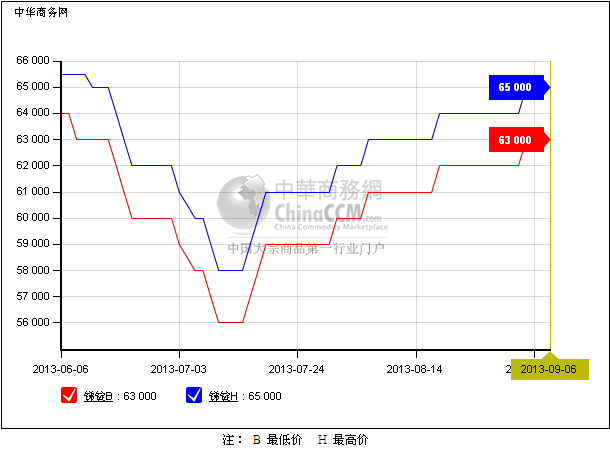 中华商务网
66 000
65 000
64 000
63 000
62 000
61 000
60 000
59 000
58 000
57 000
56 000
65 000
63 000
中華商務網
ChinaCCM.com
China Commodity Marketplace
中国大宗商品第一行业门户
2013-06-06
2013-07-03
2013-07-24
2013-08-14
2
2013-09-06
锑锭B : 63 000
锑锭H : 65 000
注： B 最低价 H 最高价